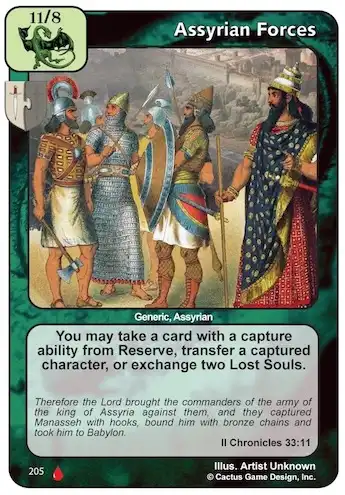 11/8
Assyrian Forces
Generic, Assyrian
You may take a card with a capture
ability from Reserve, transfer a captured
character, or exchange two Lost Souls.
Therefore the Lord brought the commanders of the army of
the king of Assyria against them, and they captured
Manasseh with hooks, bound him with bronze chains and
took him to Babylon.
II Chronicles 33:11
205
Illus. Artist Unknown
© Cactus Game Design, Inc.